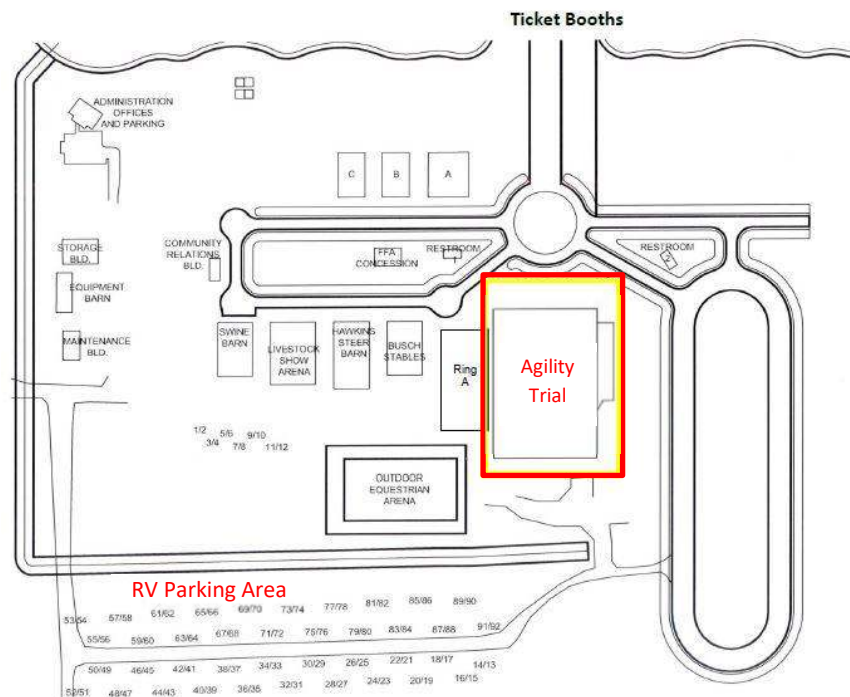 Ticket Booths
ADMINISTRATION
OFFICES
AND PARKING
C
B
A
STORAGE
BLD.
COMMUNITY
RELATIONS
BLD.
FFA
CONCESSION
RESTROOM
1
RESTROOM
2
EQUIPMENT
BARN
MAINTENANCE
BLD.
SWINE
BARN
LIVESTOCK
SHOW
ARENA
HAWKINS
STEER
BARN
BUSCH
STABLES
Ring
A
Agility
Trial
1/2
3/4
5/6
7/8
9/10
11/12
OUTDOOR
EQUESTRIAN
ARENA
RV Parking Area
53/54 57/58 61/62 65/66 69/70 73/74 77/78 81/82 85/86 89/90
55/56 59/60 63/64 67/68 71/72 75/76 79/80 83/84 87/88 91/92
50/49 46/45 42/41 38/37 34/33 30/29 26/25 22/21 18/17 14/13
52/51 48/47 44/43 40/39 36/35 32/31 28/27 24/23 20/19 16/15